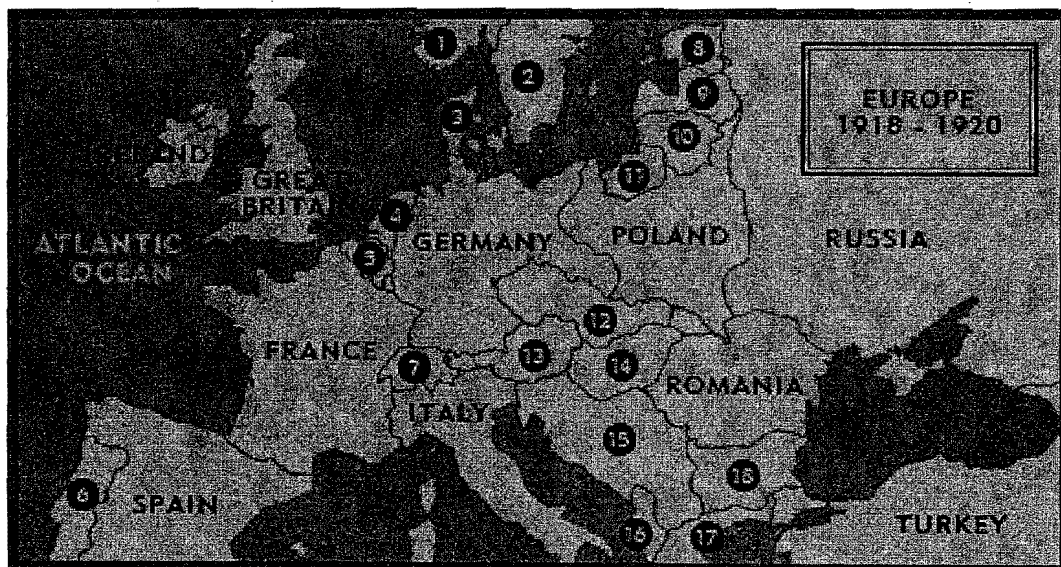 1
2
8
9
EUROPE
1918 - 1920
3
10
IRELAND
11
GREAT
BRITAIN
4
GERMANY
POLAND
RUSSIA
ATLANTIC
OCEAN
5
12
FRANCE
7
13
14
ROMANIA
ITALY
15
18
6
SPAIN
16
17
TURKEY